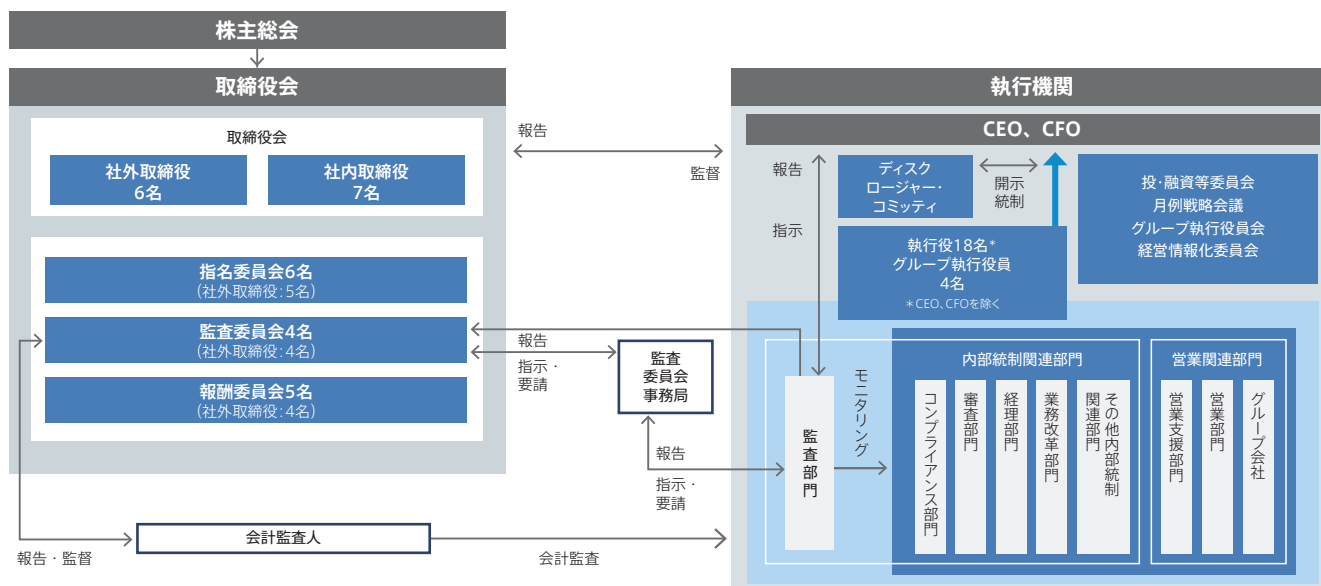 株主総会
取締役会
取締役会
社外取締役
6名
社内取締役
7名
指名委員会6名
(社外取締役：5名)
監査委員会4名
(社外取締役：4名)
報酬委員会5名
(社外取締役：4名)
報告
監督
報告
指示・
要請
監査
委員会
事務局
報告
指示・
要請
会計監査人
報告・監督
会計監査
執行機関
CEO、CFO
報告
指示
ディスク
ロージャー・
コミッティ
開示
統制
執行役18名*
グループ執行役員
4名
＊CEO、CFOを除く
投・融資等委員会
月例戦略会議
グループ執行役員会
経営情報化委員会
監査部門
モニタリング
内部統制関連部門
コンプライアンス部門
審査部門
経理部門
業務改革部門
その他内部統制
関連部門
営業関連部門
営業支援部門
営業部門
グループ会社